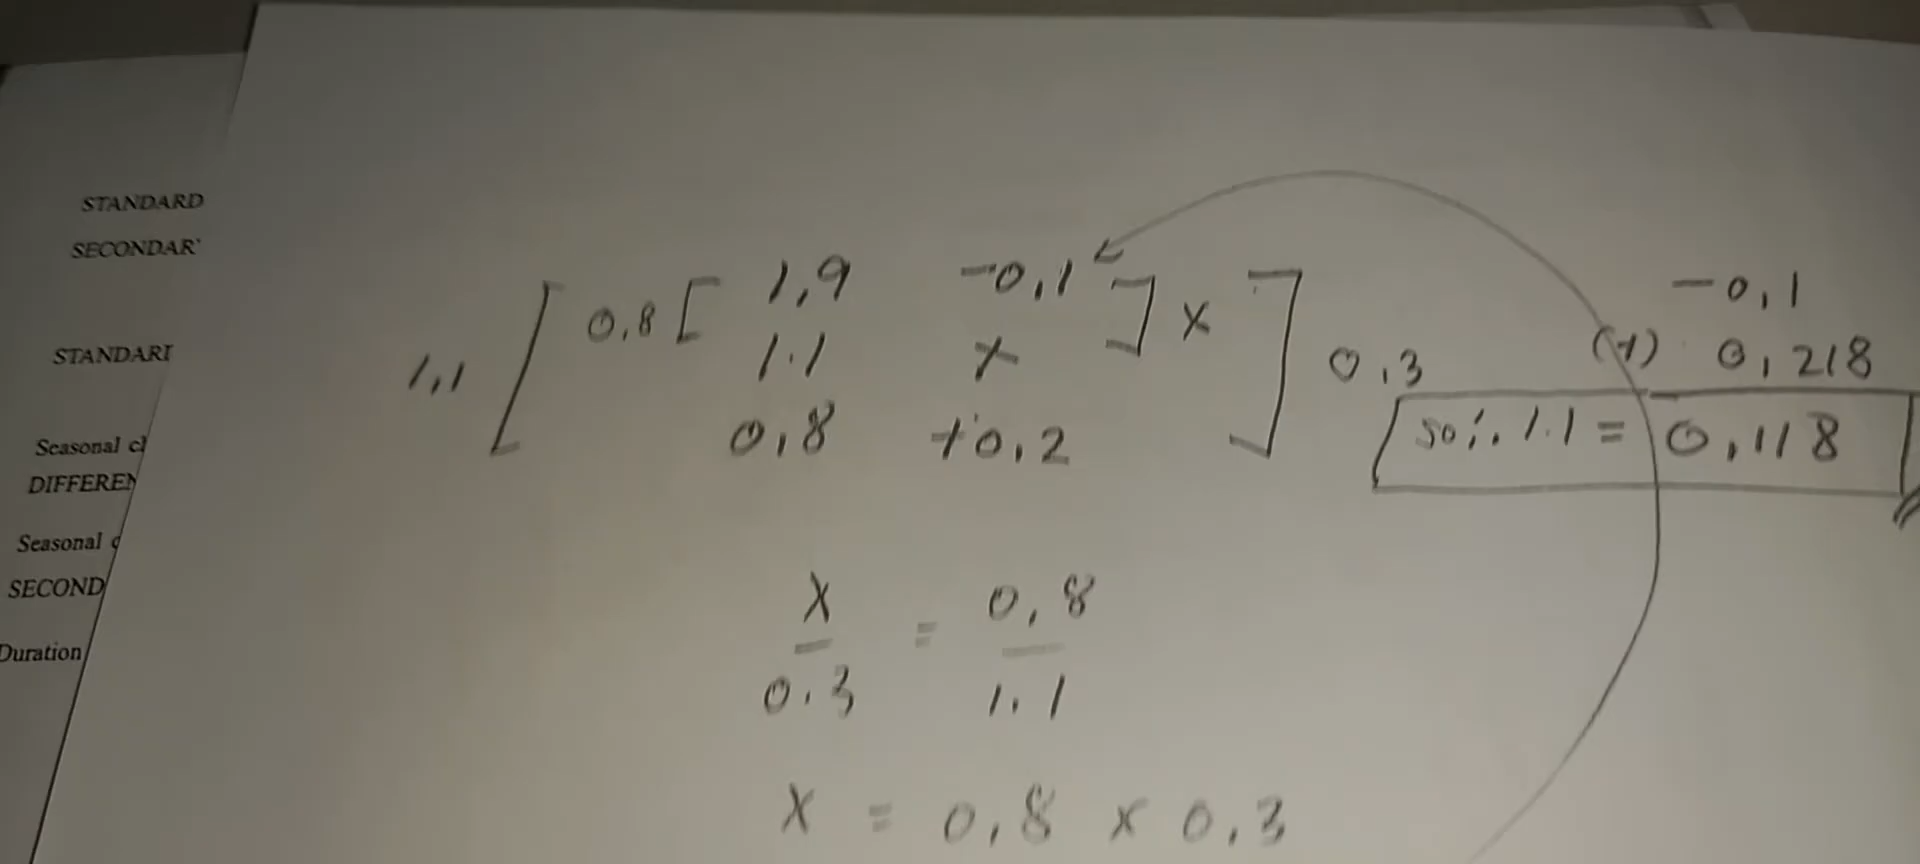 STANDARD
SECONDAR
STANDARI
Seasonal cl
DIFFEREN
Seasonal c
SECOND
Duration
1,1 [ 0,8 [ 1,9 -0,1 ] x ] 0,3
1.1 x
0,8 +0,2
-0,1
(+) 0,218
50%. 1.1 = 0,118
x = 0,8
0.3 1.1
x = 0,8 x 0,3